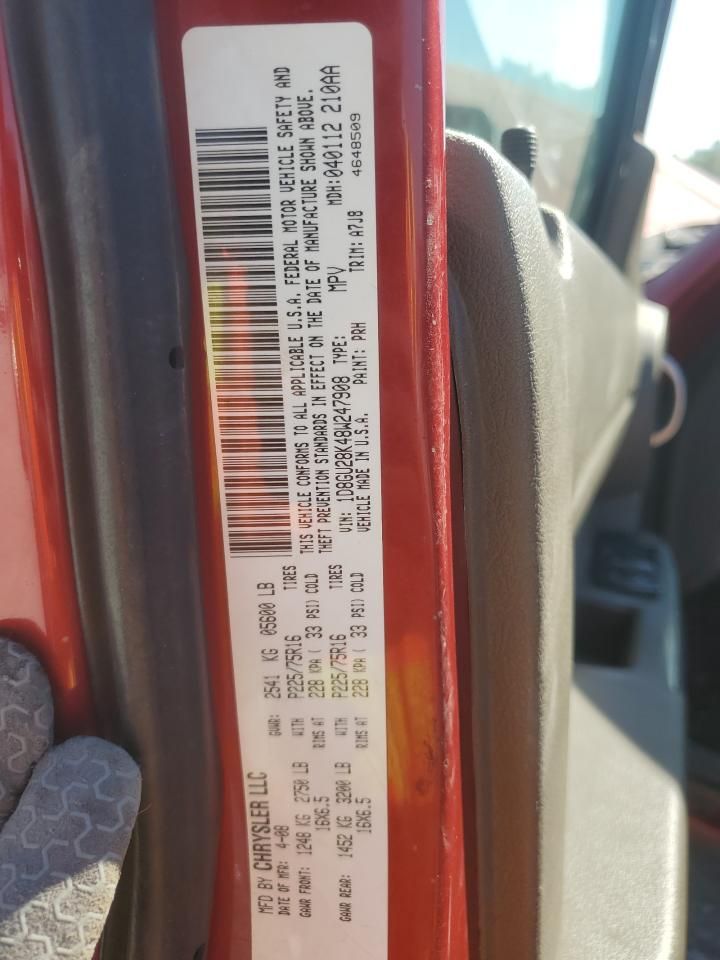 MFD BY CHRYSLER LLC
DATE OF MFR: 4-08 GVWR: 2541 KG 05600 LB
GAWR FRONT: 1248 KG 2750 LB WITH P225/75R16 TIRES
16X6.5 RIMS AT 228 KPA ( 33 PSI) COLD
GAWR REAR: 1452 KG 3200 LB WITH P225/75R16 TIRES
16X6.5 RIMS AT 228 KPA ( 33 PSI) COLD
THIS VEHICLE CONFORMS TO ALL APPLICABLE U.S.A. FEDERAL MOTOR VEHICLE SAFETY AND
THEFT PREVENTION STANDARDS IN EFFECT ON THE DATE OF MANUFACTURE SHOWN ABOVE.
VIN: 1D8GU28K48W247908 TYPE: MPV MDH:040112 210AA
VEHICLE MADE IN U.S.A. PAINT: PRH TRIM: A7J8 4648509